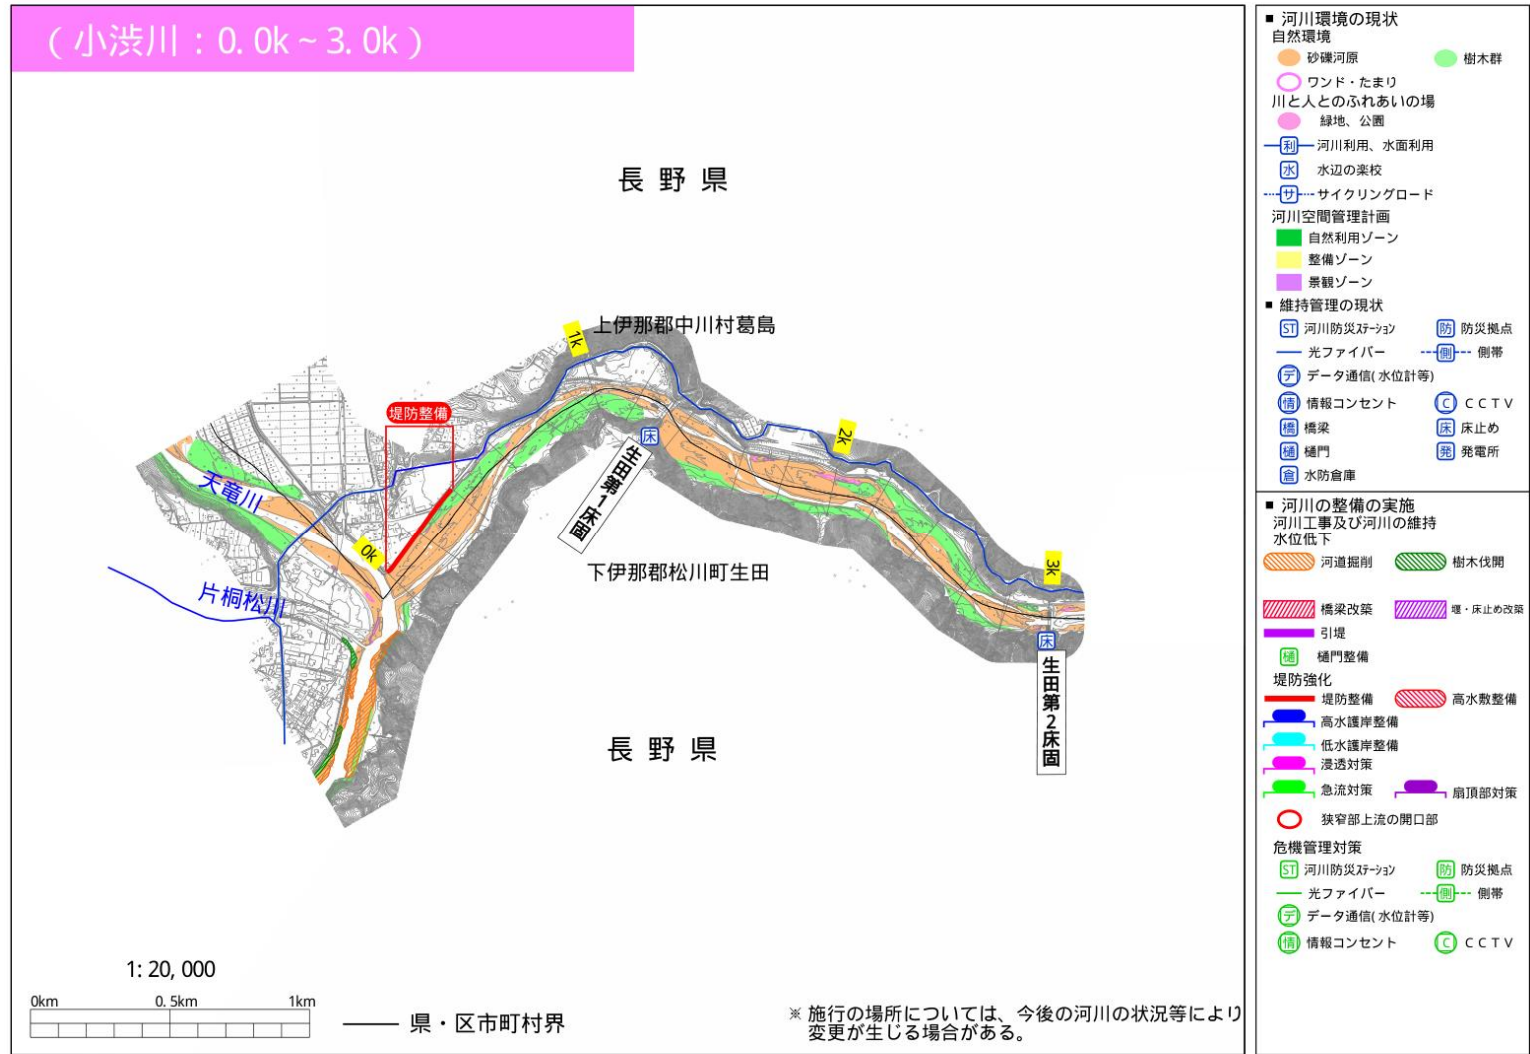 （小渋川：0.0k～3.0k）
長野県
上伊那郡中川村葛島
1k
堤防整備
2k
天竜川
生田第1床固
床
0k
下伊那郡松川町生田
3k
片桐松川
床
生田第2床固
長野県
1:20,000
0km 0.5km 1km
県・区市町村界
※ 施行の場所については、今後の河川の状況等により
変更が生じる場合がある。
■ 河川環境の現状
自然環境
砂礫河原 樹木群
ワンド・たまり
川と人とのふれあいの場
緑地、公園
利 河川利用、水面利用
水 水辺の楽校
サ サイクリングロード
河川空間管理計画
自然利用ゾーン
整備ゾーン
景観ゾーン
■ 維持管理の現状
ST 河川防災ステーション 防 防災拠点
光ファイバー 側 側帯
デ データ通信(水位計等)
情 情報コンセント C CCTV
橋 橋梁 床 床止め
樋 樋門 発 発電所
倉 水防倉庫
■ 河川の整備の実施
河川工事及び河川の維持
水位低下
河道掘削 樹木伐開
橋梁改築 堰・床止め改築
引堤
樋 樋門整備
堤防強化
堤防整備 高水敷整備
高水護岸整備
低水護岸整備
浸透対策
急流対策 扇頂部対策
狭窄部上流の開口部
危機管理対策
ST 河川防災ステーション 防 防災拠点
光ファイバー 側 側帯
デ データ通信(水位計等)
情 情報コンセント C CCTV